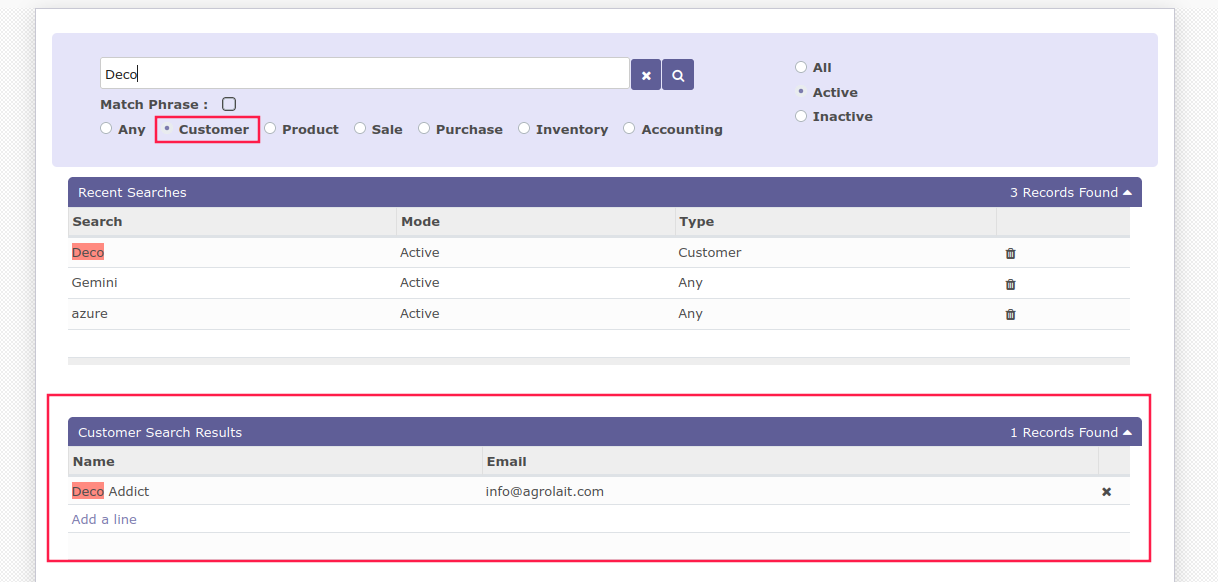 Deco
Match Phrase :
Any Customer Product Sale Purchase Inventory Accounting
All
Active
Inactive
Recent Searches 3 Records Found
Search Mode Type
Deco Active Customer
Gemini Active Any
azure Active Any
Customer Search Results 1 Records Found
Name Email
Deco Addict info@agrolait.com
Add a line